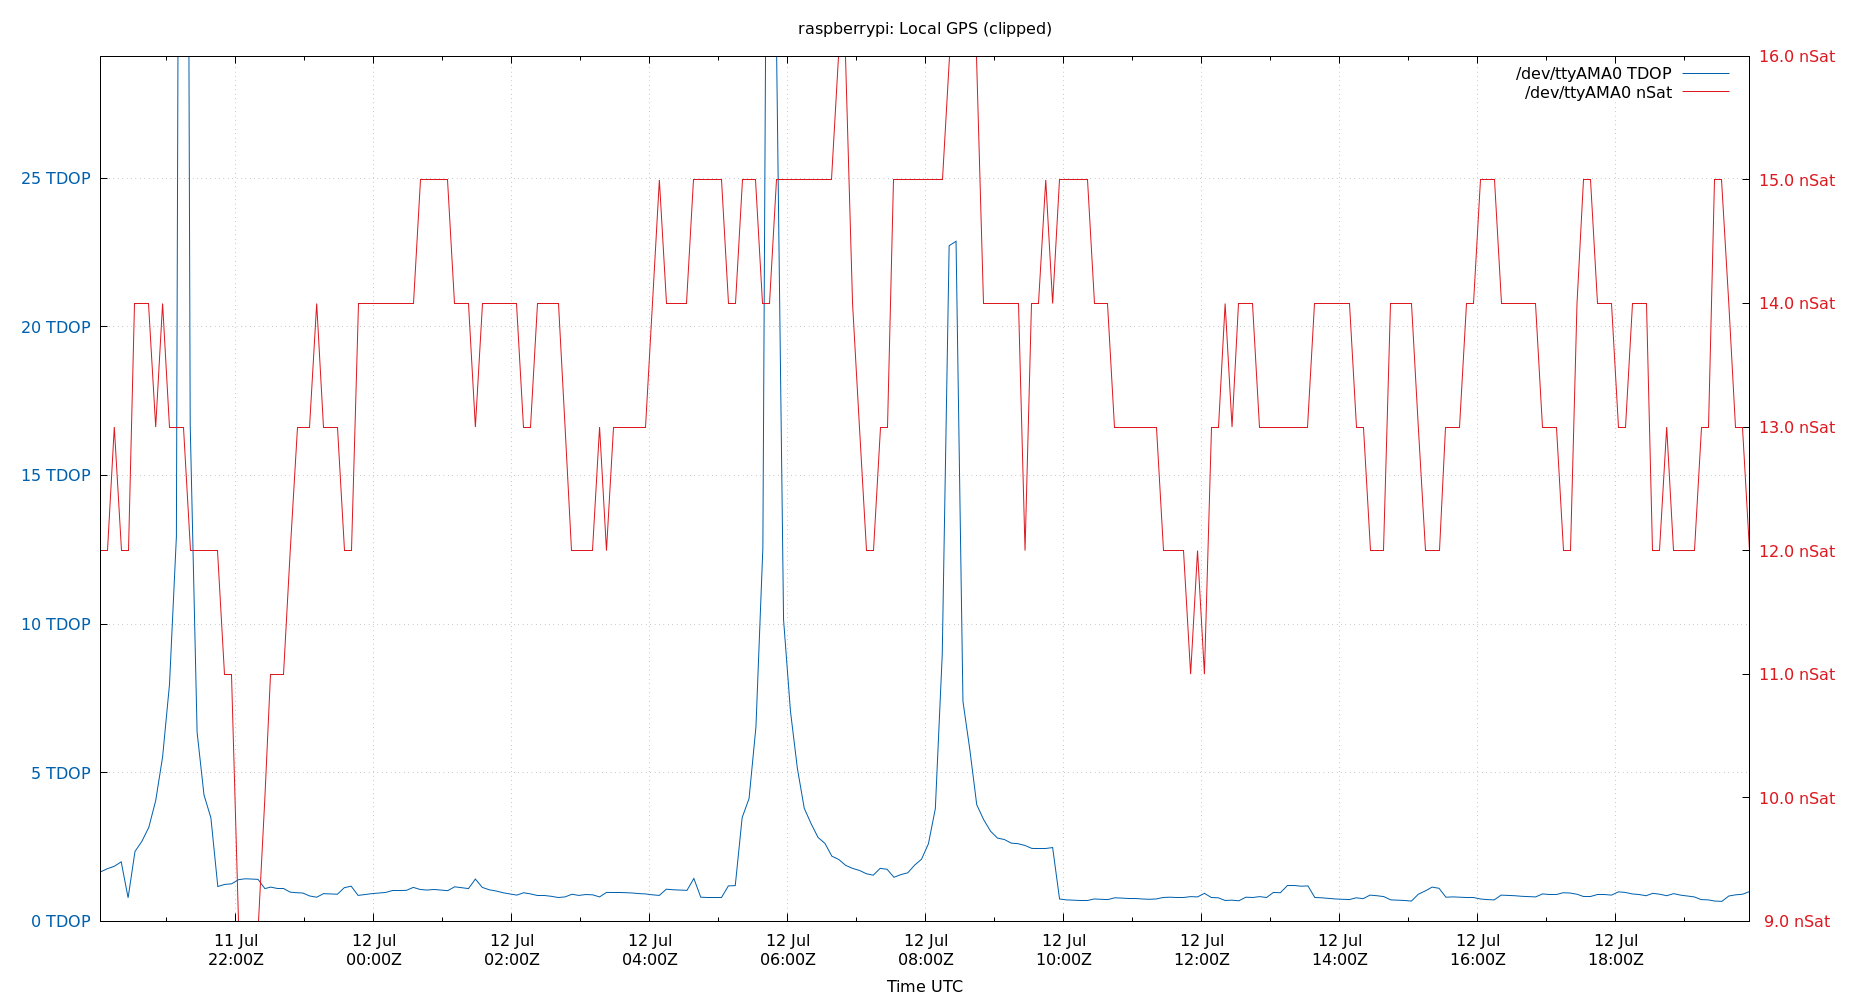 raspberrypi: Local GPS (clipped)
/dev/ttyAMA0 TDOP
/dev/ttyAMA0 nSat
25 TDOP
20 TDOP
15 TDOP
10 TDOP
5 TDOP
0 TDOP
16.0 nSat
15.0 nSat
14.0 nSat
13.0 nSat
12.0 nSat
11.0 nSat
10.0 nSat
9.0 nSat
11 Jul
22:00Z
12 Jul
00:00Z
12 Jul
02:00Z
12 Jul
04:00Z
12 Jul
06:00Z
12 Jul
08:00Z
12 Jul
10:00Z
12 Jul
12:00Z
12 Jul
14:00Z
12 Jul
16:00Z
12 Jul
18:00Z
Time UTC